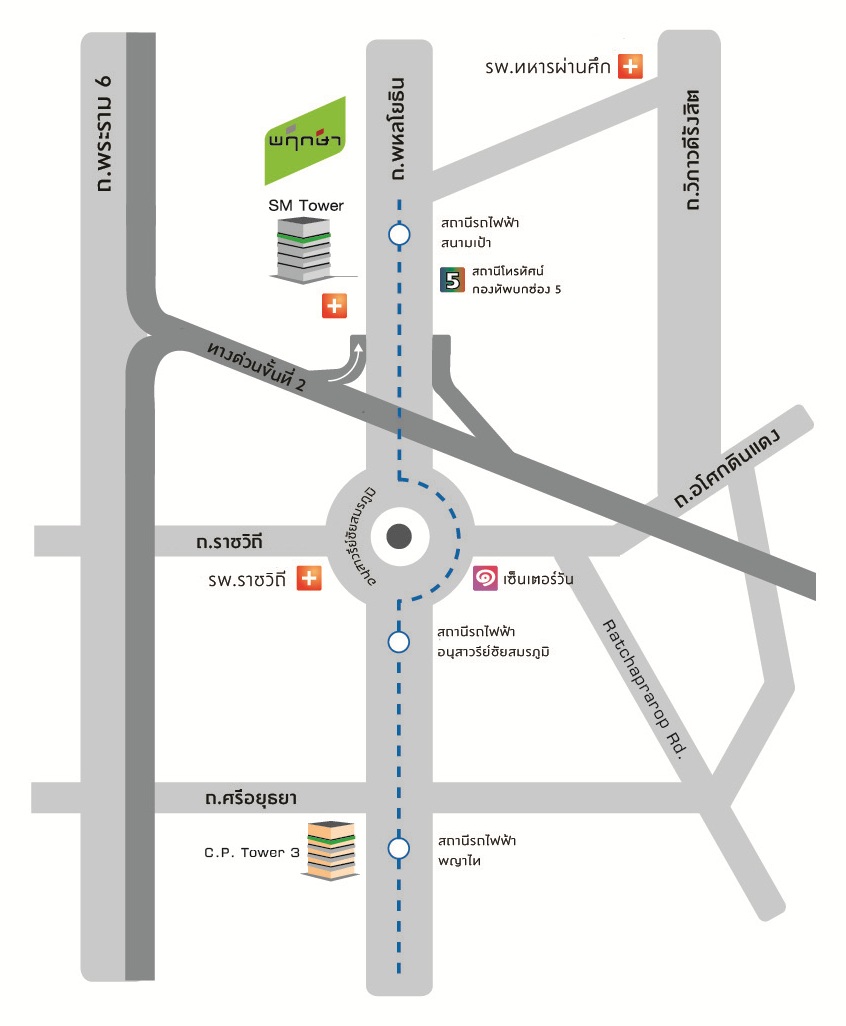 รพ.ทหารผ่านศึก
ถ.พระราม 6
ถ.พหลโยธิน
ถ.วิภาวดีรังสิต
พฤกษา
SM Tower
สถานีรถไฟฟ้า
สนามเป้า
5
สถานีโทรทัศน์
กองทัพบกช่อง 5
ทางด่วนขั้นที่ 2
ถ.อโศกดินแดง
อนุสาวรีย์ชัยสมรภูมิ
ถ.ราชวิถี
รพ.ราชวิถี
เซ็นเตอร์วัน
สถานีรถไฟฟ้า
อนุสาวรีย์ชัยสมรภูมิ
Ratchaprarop Rd.
ถ.ศรีอยุธยา
C.P. Tower 3
สถานีรถไฟฟ้า
พญาไท